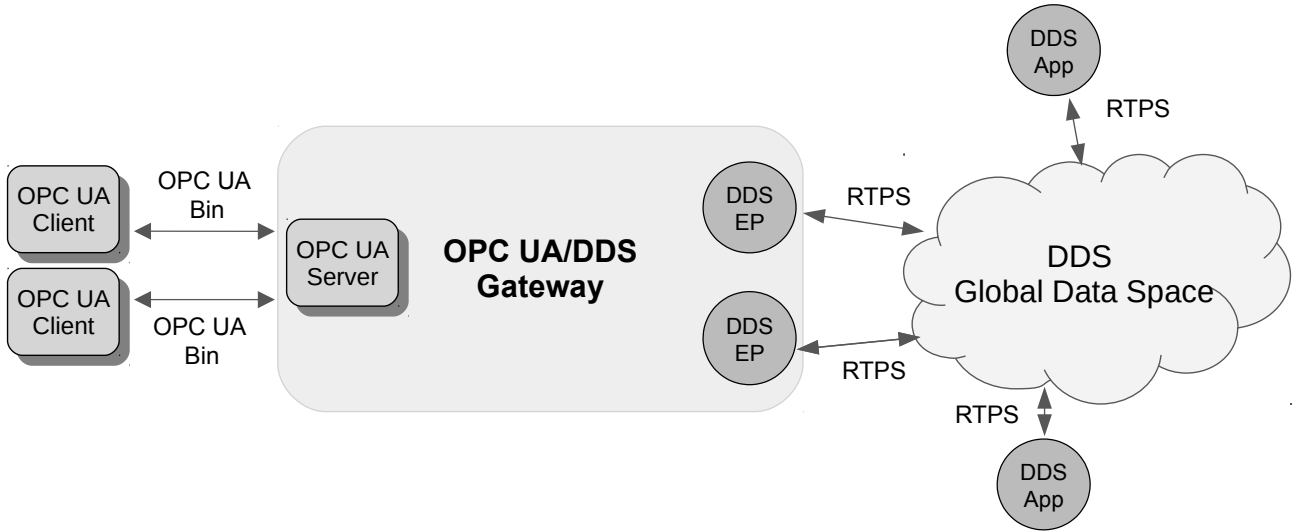 OPC UA
Client
OPC UA
Client
OPC UA
Bin
OPC UA
Bin
OPC UA
Server
OPC UA/DDS
Gateway
DDS
EP
DDS
EP
RTPS
RTPS
DDS
App
RTPS
DDS
Global Data Space
RTPS
DDS
App